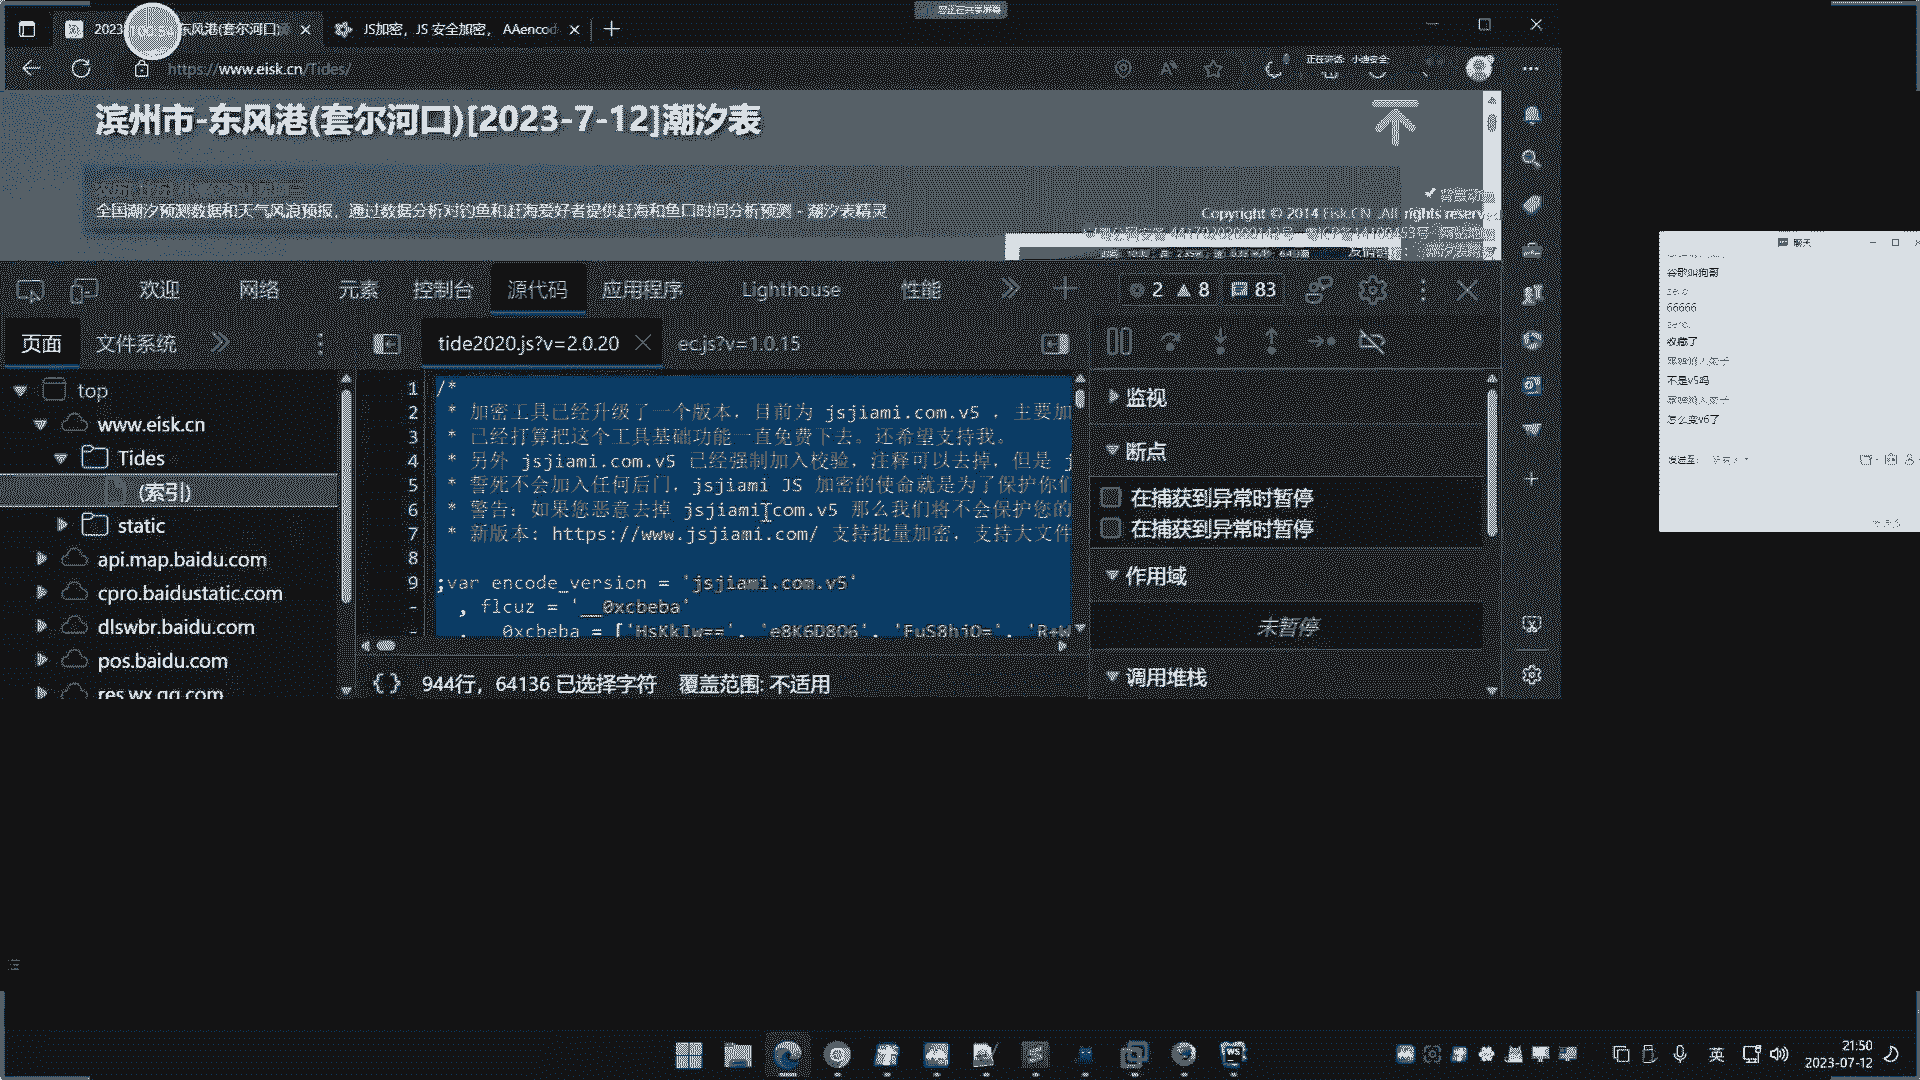 您正在共享屏幕
2023
东风港(套尔河口)
JS加密, JS 安全加密, AAencod
https://www.eisk.cn/Tides/
滨州市-东风港(套尔河口)[2023-7-12]潮汐表
全国潮汐预测数据和天气风浪预报，通过数据分析对钓鱼和赶海爱好者提供赶海和鱼口时间分析预测 - 潮汐表精灵
Copyright © 2014 Eisk.CN .All rights reserv
欢迎 网络 元素 控制台 源代码 应用程序 Lighthouse 性能
2 8 83
页面 文件系统
tide2020.js?v=2.0.20
ec.js?v=1.0.15
top
www.eisk.cn
Tides
(索引)
static
api.map.baidu.com
cpro.baidustatic.com
dlswbr.baidu.com
pos.baidu.com
res.wx.qq.com
1 /*
2 * 加密工具已经升级了一个版本，目前为 jsjiami.com.v5 ，主要加
3 * 已经打算把这个工具基础功能一直免费下去。还希望支持我。
4 * 另外 jsjiami.com.v5 已经强制加入校验，注释可以去掉，但是 j
5 * 誓死不会加入任何后门，jsjiami JS 加密的使命就是为了保护你们
6 * 警告：如果您恶意去掉 jsjiami.com.v5 那么我们将不会保护您的
7 * 新版本: https://www.jsjiami.com/ 支持批量加密，支持大文件
8
9 ;var encode_version = 'jsjiami.com.v5'
- , flcuz = '__0xcbeba'
- , __0xcbeba = ['HsKkIw==', 'e8K6D8O6', 'FuS8hjO=', 'R+W
{} 944行，64136 已选择字符 覆盖范围: 不适用
监视
断点
在捕获到异常时暂停
在捕获到异常时暂停
作用域
未暂停
调用堆栈
聊天
谷歌叫狗哥
66666
收藏了
不是v5吗
怎么变v6了
英
21:50
2023-07-12